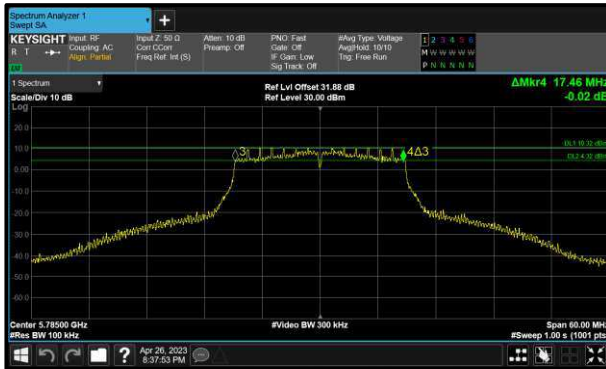 Spectrum Analyzer 1
Swept SA
KEYSIGHT
R T
Input: RF
Coupling: AC
Align: Partial
Input Z: 50 Ω
Corr CCorr
Freq Ref: Int (S)
Atten: 10 dB
Preamp: Off
PNO: Fast
Gate: Off
IF Gain: Low
Sig Track: Off
#Avg Type: Voltage
Avg|Hold: 10/10
Trig: Free Run
1 2 3 4 5 6
M W W W W W
P N N N N N
1 Spectrum
Scale/Div 10 dB
Ref Lvl Offset 31.88 dB
Ref Level 30.00 dBm
ΔMkr4 17.46 MHz
-0.02 dB
Log
20.0
10.0
0.00
-10.0
-20.0
-30.0
-40.0
-50.0
-60.0
3
4Δ3
DL1 10.32 dBm
DL2 4.32 dBm
Center 5.78500 GHz
#Res BW 100 kHz
#Video BW 300 kHz
Span 60.00 MHz
#Sweep 1.00 s (1001 pts
?
Apr 26, 2023
8:37:53 PM